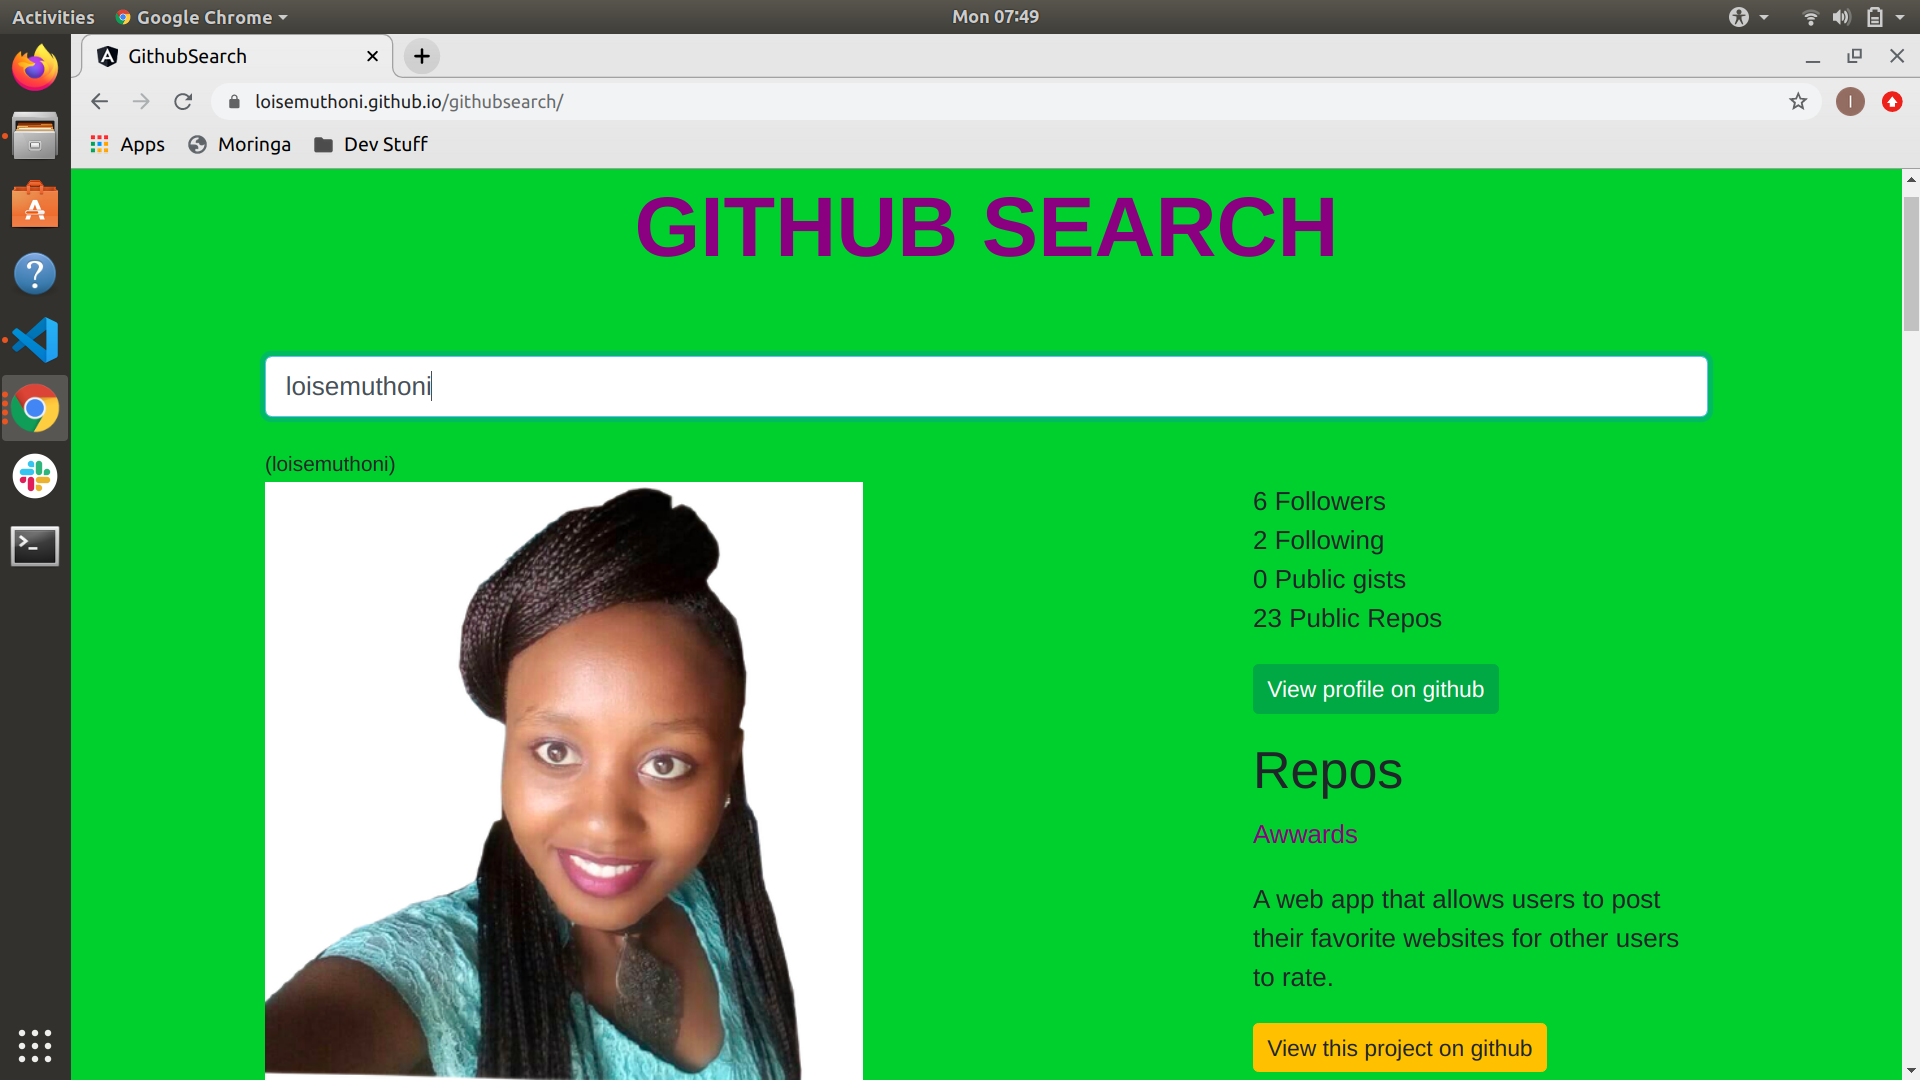 Activities
Google Chrome
Mon 07:49
GithubSearch
loisemuthoni.github.io/githubsearch/
I
Apps
Moringa
Dev Stuff
GITHUB SEARCH
loisemuthoni
(loisemuthoni)
6 Followers
2 Following
0 Public gists
23 Public Repos
View profile on github
Repos
Awwards
A web app that allows users to post
their favorite websites for other users
to rate.
View this project on github